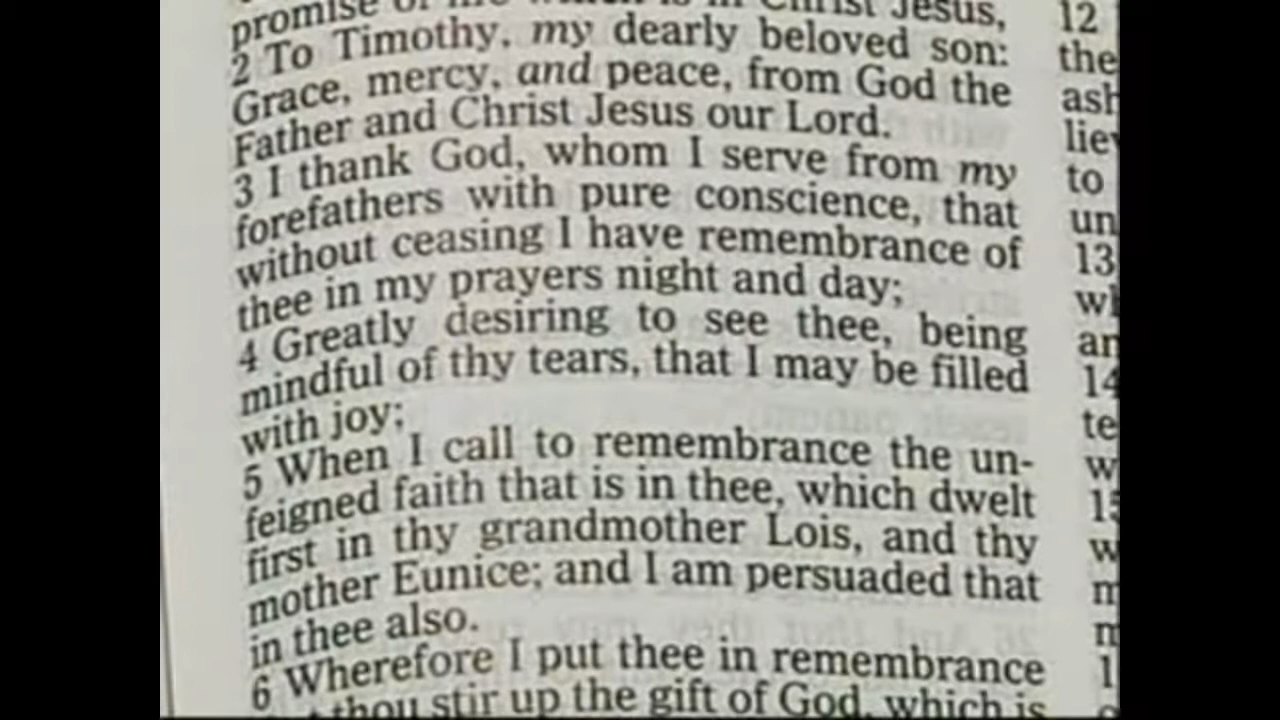 promise of life which is in Christ Jesus,
2 To Timothy, my dearly beloved son:
Grace, mercy, and peace, from God the
Father and Christ Jesus our Lord.
3 I thank God, whom I serve from my
forefathers with pure conscience, that
without ceasing I have remembrance of
thee in my prayers night and day;
4 Greatly desiring to see thee, being
mindful of thy tears, that I may be filled
with joy;
5 When I call to remembrance the un-
feigned faith that is in thee, which dwelt
first in thy grandmother Lois, and thy
mother Eunice; and I am persuaded that
in thee also.
6 Wherefore I put thee in remembrance
thou stir up the gift of God, which is
12
the
to
13
14